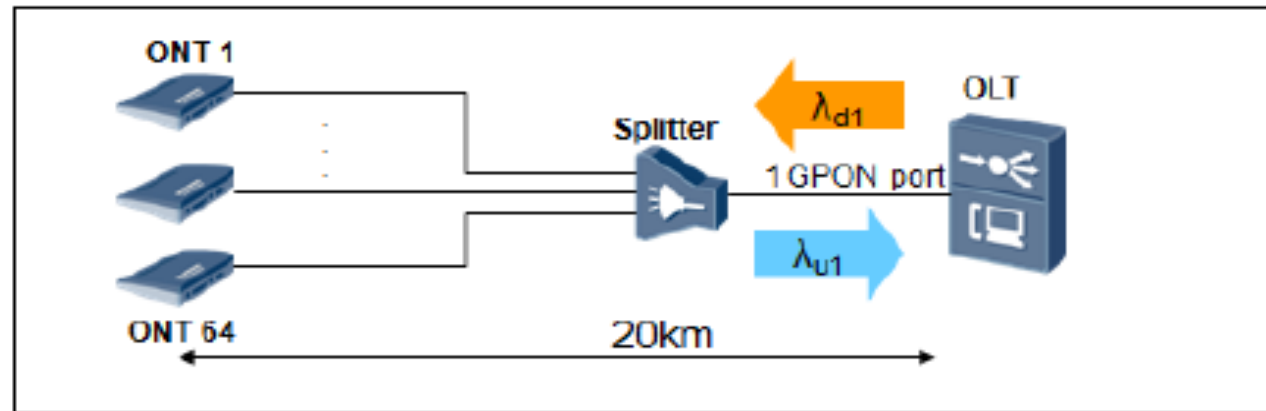 ONT 1
OLT
λd1
Splitter
1 GPON port
λu1
ONT 64
20km